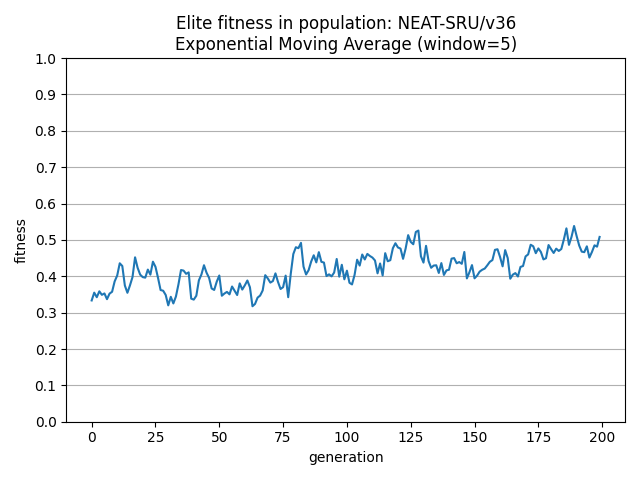 Elite fitness in population: NEAT-SRU/v36
Exponential Moving Average (window=5)
1.0
0.9
0.8
0.7
0.6
0.5
0.4
0.3
0.2
0.1
0.0
fitness
0 25 50 75 100 125 150 175 200
generation